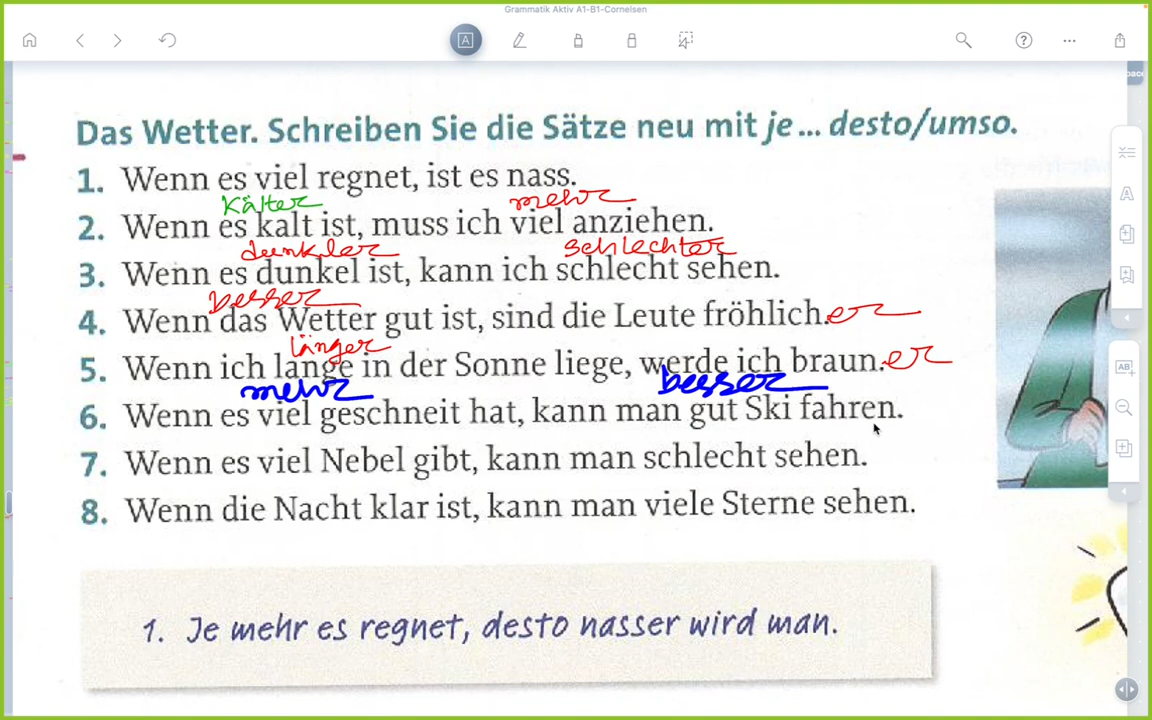 Grammatik Aktiv A1-B1-Cornelsen
Das Wetter. Schreiben Sie die Sätze neu mit je ... desto/umso.
1. Wenn es viel regnet, ist es nass.
kälter mehr
2. Wenn es kalt ist, muss ich viel anziehen.
dunkler schlechter
3. Wenn es dunkel ist, kann ich schlecht sehen.
besser
4. Wenn das Wetter gut ist, sind die Leute fröhlich. er
länger
5. Wenn ich lange in der Sonne liege, werde ich braun. er
mehr besser
6. Wenn es viel geschneit hat, kann man gut Ski fahren.
7. Wenn es viel Nebel gibt, kann man schlecht sehen.
8. Wenn die Nacht klar ist, kann man viele Sterne sehen.
1. Je mehr es regnet, desto nasser wird man.